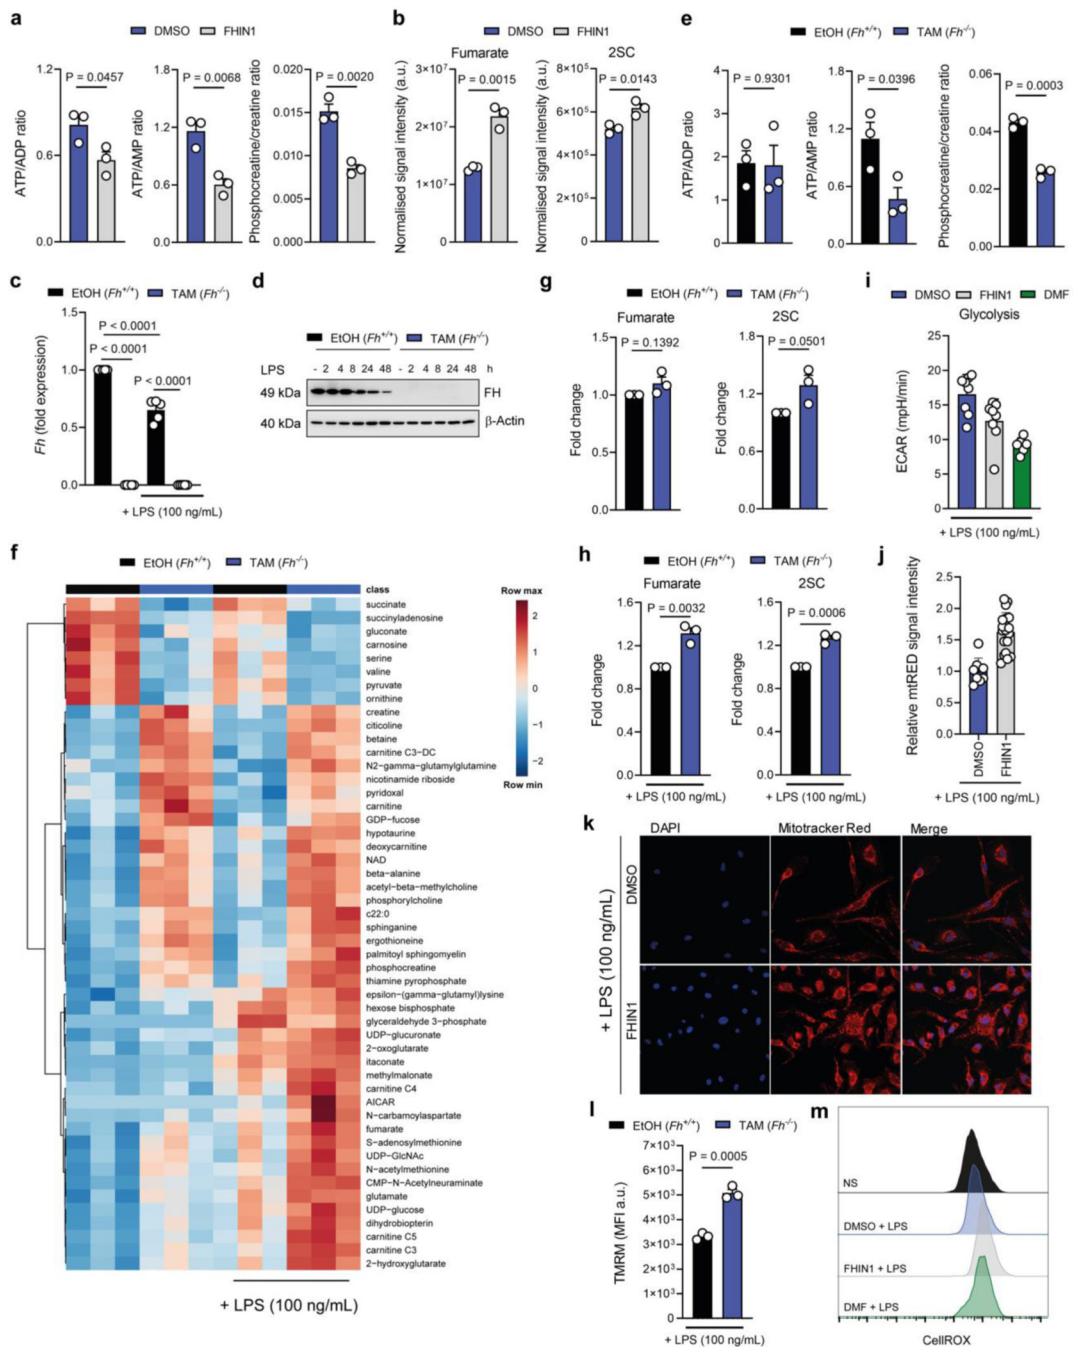 a
DMSO FHIN1
1.2
0.6
0.0
ATP/ADP ratio
P = 0.0457
1.8
1.2
0.6
0.0
ATP/AMP ratio
P = 0.0068
0.020
0.015
0.010
0.005
0.000
Phosphocreatine/creatine ratio
P = 0.0020
b
DMSO FHIN1
Fumarate
3×10⁷
2×10⁷
1×10⁷
0
Normalised signal intensity (a.u.)
P = 0.0015
2SC
8×10⁵
6×10⁵
4×10⁵
2×10⁵
0
Normalised signal intensity (a.u.)
P = 0.0143
e
EtOH (Fh+/+) TAM (Fh-/-)
4
3
2
1
0
ATP/ADP ratio
P = 0.9301
1.8
1.2
0.6
0.0
ATP/AMP ratio
P = 0.0396
0.06
0.04
0.02
0.00
Phosphocreatine/creatine ratio
P = 0.0003
c
EtOH (Fh+/+) TAM (Fh-/-)
1.5
1.0
0.5
0.0
Fh (fold expression)
P < 0.0001
P < 0.0001
P < 0.0001
+ LPS (100 ng/mL)
d
EtOH (Fh+/+) TAM (Fh-/-)
LPS - 2 4 8 24 48 - 2 4 8 24 48 h
49 kDa FH
40 kDa β-Actin
g
EtOH (Fh+/+) TAM (Fh-/-)
Fumarate
1.5
1.0
0.5
0.0
Fold change
P = 0.1392
2SC
1.8
1.2
0.6
0.0
Fold change
P = 0.0501
i
DMSO FHIN1 DMF
Glycolysis
25
20
15
10
5
0
ECAR (mpH/min)
+ LPS (100 ng/mL)
f
EtOH (Fh+/+) TAM (Fh-/-)
class
succinate
succinyladenosine
gluconate
carnosine
serine
valine
pyruvate
ornithine
creatine
citicoline
betaine
carnitine C3−DC
N2−gamma−glutamylglutamine
nicotinamide riboside
pyridoxal
carnitine
GDP−fucose
hypotaurine
deoxycarnitine
NAD
beta−alanine
acetyl−beta−methylcholine
phosphorylcholine
c22:0
sphinganine
ergothioneine
palmitoyl sphingomyelin
phosphocreatine
thiamine pyrophosphate
epsilon−(gamma−glutamyl)lysine
hexose bisphosphate
glyceraldehyde 3−phosphate
UDP−glucuronate
2−oxoglutarate
itaconate
methylmalonate
carnitine C4
AICAR
N−carbamoylaspartate
fumarate
S−adenosylmethionine
UDP−GlcNAc
N−acetylmethionine
CMP−N−Acetylneuraminate
glutamate
UDP−glucose
dihydrobiopterin
carnitine C5
carnitine C3
2−hydroxyglutarate
Row max
2
1
0
−1
−2
Row min
+ LPS (100 ng/mL)
h
EtOH (Fh+/+) TAM (Fh-/-)
Fumarate
1.6
1.2
0.8
0.4
0.0
Fold change
P = 0.0032
+ LPS (100 ng/mL)
2SC
1.6
1.2
0.8
0.4
0.0
Fold change
P = 0.0006
+ LPS (100 ng/mL)
j
2.5
2.0
1.5
1.0
0.5
0.0
Relative mtRED signal intensity
DMSO
FHIN1
+ LPS (100 ng/mL)
k
DAPI Mitotracker Red Merge
DMSO
FHIN1
+ LPS (100 ng/mL)
l
EtOH (Fh+/+) TAM (Fh-/-)
7×10³
6×10³
5×10³
4×10³
3×10³
2×10³
1×10³
0
TMRM (MFI a.u.)
P = 0.0005
+ LPS (100 ng/mL)
m
NS
DMSO + LPS
FHIN1 + LPS
DMF + LPS
CellROX